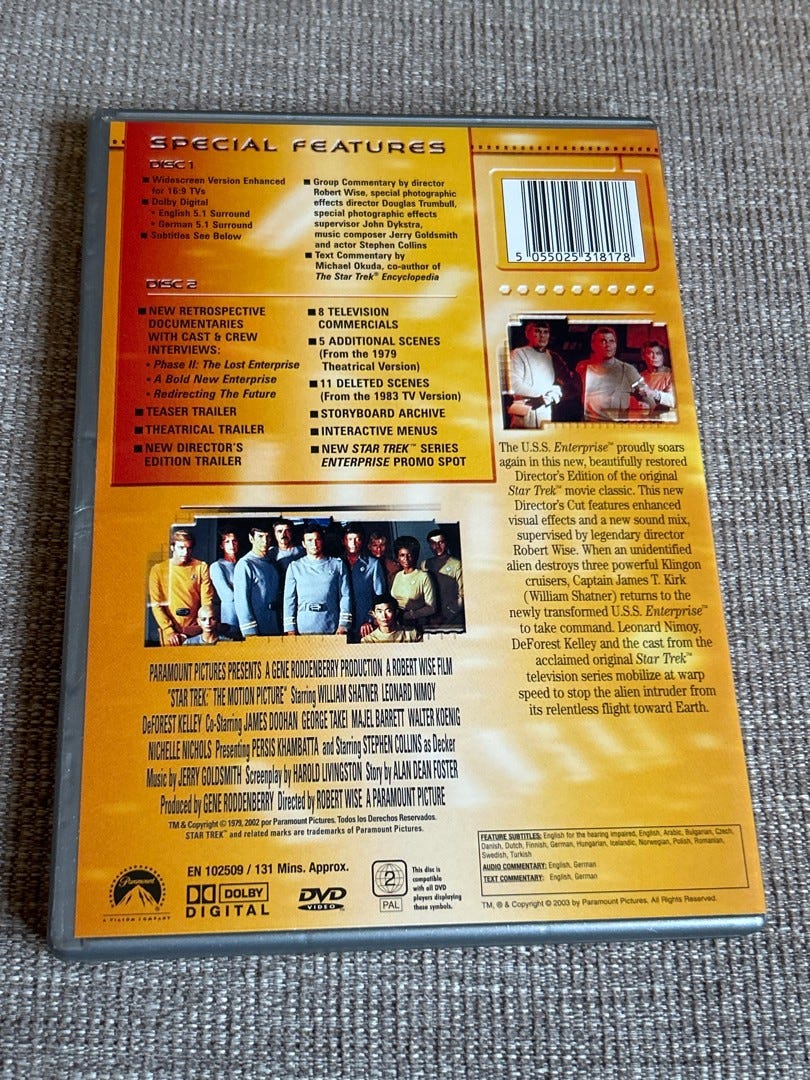 SPECIAL FEATURES
DISC 1
■ Widescreen Version Enhanced
for 16:9 TVs
■ Dolby Digital
• English 5.1 Surround
• German 5.1 Surround
■ Subtitles See Below
■ Group Commentary by director
Robert Wise, special photographic
effects director Douglas Trumbull,
special photographic effects
supervisor John Dykstra,
music composer Jerry Goldsmith
and actor Stephen Collins
■ Text Commentary by
Michael Okuda, co-author of
The Star Trek® Encyclopedia
DISC 2
■ NEW RETROSPECTIVE
DOCUMENTARIES
WITH CAST & CREW
INTERVIEWS:
• Phase II: The Lost Enterprise
• A Bold New Enterprise
• Redirecting The Future
■ TEASER TRAILER
■ THEATRICAL TRAILER
■ NEW DIRECTOR'S
EDITION TRAILER
■ 8 TELEVISION
COMMERCIALS
■ 5 ADDITIONAL SCENES
(From the 1979
Theatrical Version)
■ 11 DELETED SCENES
(From the 1983 TV Version)
■ STORYBOARD ARCHIVE
■ INTERACTIVE MENUS
■ NEW STAR TREK™ SERIES
ENTERPRISE PROMO SPOT
5 055025 318178
The U.S.S. Enterprise™ proudly soars
again in this new, beautifully restored
Director's Edition of the original
Star Trek™ movie classic. This new
Director's Cut features enhanced
visual effects and a new sound mix,
supervised by legendary director
Robert Wise. When an unidentified
alien destroys three powerful Klingon
cruisers, Captain James T. Kirk
(William Shatner) returns to the
newly transformed U.S.S. Enterprise™
to take command. Leonard Nimoy,
DeForest Kelley and the cast from the
acclaimed original Star Trek™
television series mobilize at warp
speed to stop the alien intruder from
its relentless flight toward Earth.
PARAMOUNT PICTURES PRESENTS A GENE RODDENBERRY PRODUCTION A ROBERT WISE FILM
"STAR TREK: THE MOTION PICTURE" Starring WILLIAM SHATNER LEONARD NIMOY
DeFOREST KELLEY Co-Starring JAMES DOOHAN GEORGE TAKEI MAJEL BARRETT WALTER KOENIG
NICHELLE NICHOLS Presenting PERSIS KHAMBATTA and Starring STEPHEN COLLINS as Decker
Music by JERRY GOLDSMITH Screenplay by HAROLD LIVINGSTON Story by ALAN DEAN FOSTER
Produced by GENE RODDENBERRY Directed by ROBERT WISE A PARAMOUNT PICTURE
TM & Copyright © 1979, 2002 por Paramount Pictures. Todos los Derechos Reservados.
STAR TREK™ and related marks are trademarks of Paramount Pictures.
EN 102509 / 131 Mins. Approx.
Paramount
A VIACOM COMPANY
DOLBY
DIGITAL
DVD
VIDEO
2
PAL
This disc is
compatible
with all DVD
players displaying
these symbols.
FEATURE SUBTITLES: English for the hearing impaired, English, Arabic, Bulgarian, Czech,
Danish, Dutch, Finnish, German, Hungarian, Icelandic, Norwegian, Polish, Romanian,
Swedish, Turkish
AUDIO COMMENTARY: English, German
TEXT COMMENTARY: English, German
TM, ® & Copyright © 2003 by Paramount Pictures. All Rights Reserved.